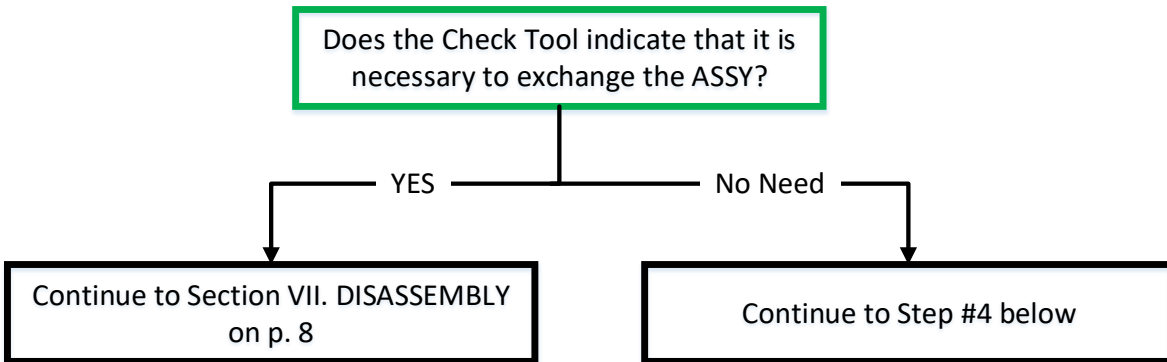 Does the Check Tool indicate that it is
necessary to exchange the ASSY?
YES
No Need
Continue to Section VII. DISASSEMBLY
on p. 8
Continue to Step #4 below